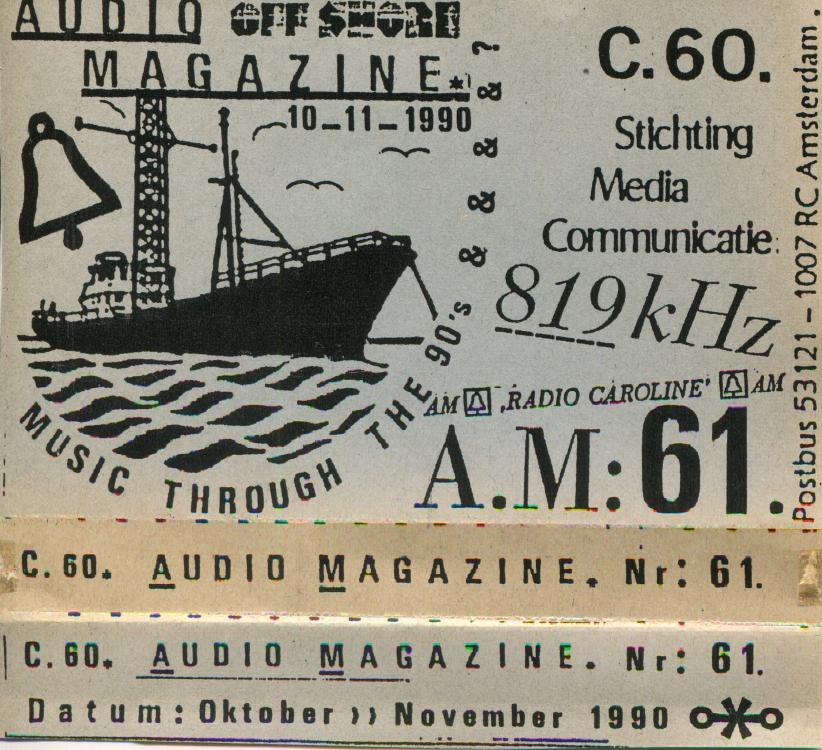 AUDIO OFF SHORE
MAGAZINE.*
10-11-1990
& & & & & ?
C.60.
Stichting
Media
Communicatie:
819 kHz
AM 'RADIO CAROLINE' AM
A.M: 61.
MUSIC THROUGH THE 90's
Postbus 53121 - 1007 RC Amsterdam.
C.60. AUDIO MAGAZINE. Nr: 61.
C.60. AUDIO MAGAZINE. Nr: 61.
Datum: Oktober ›› November 1990